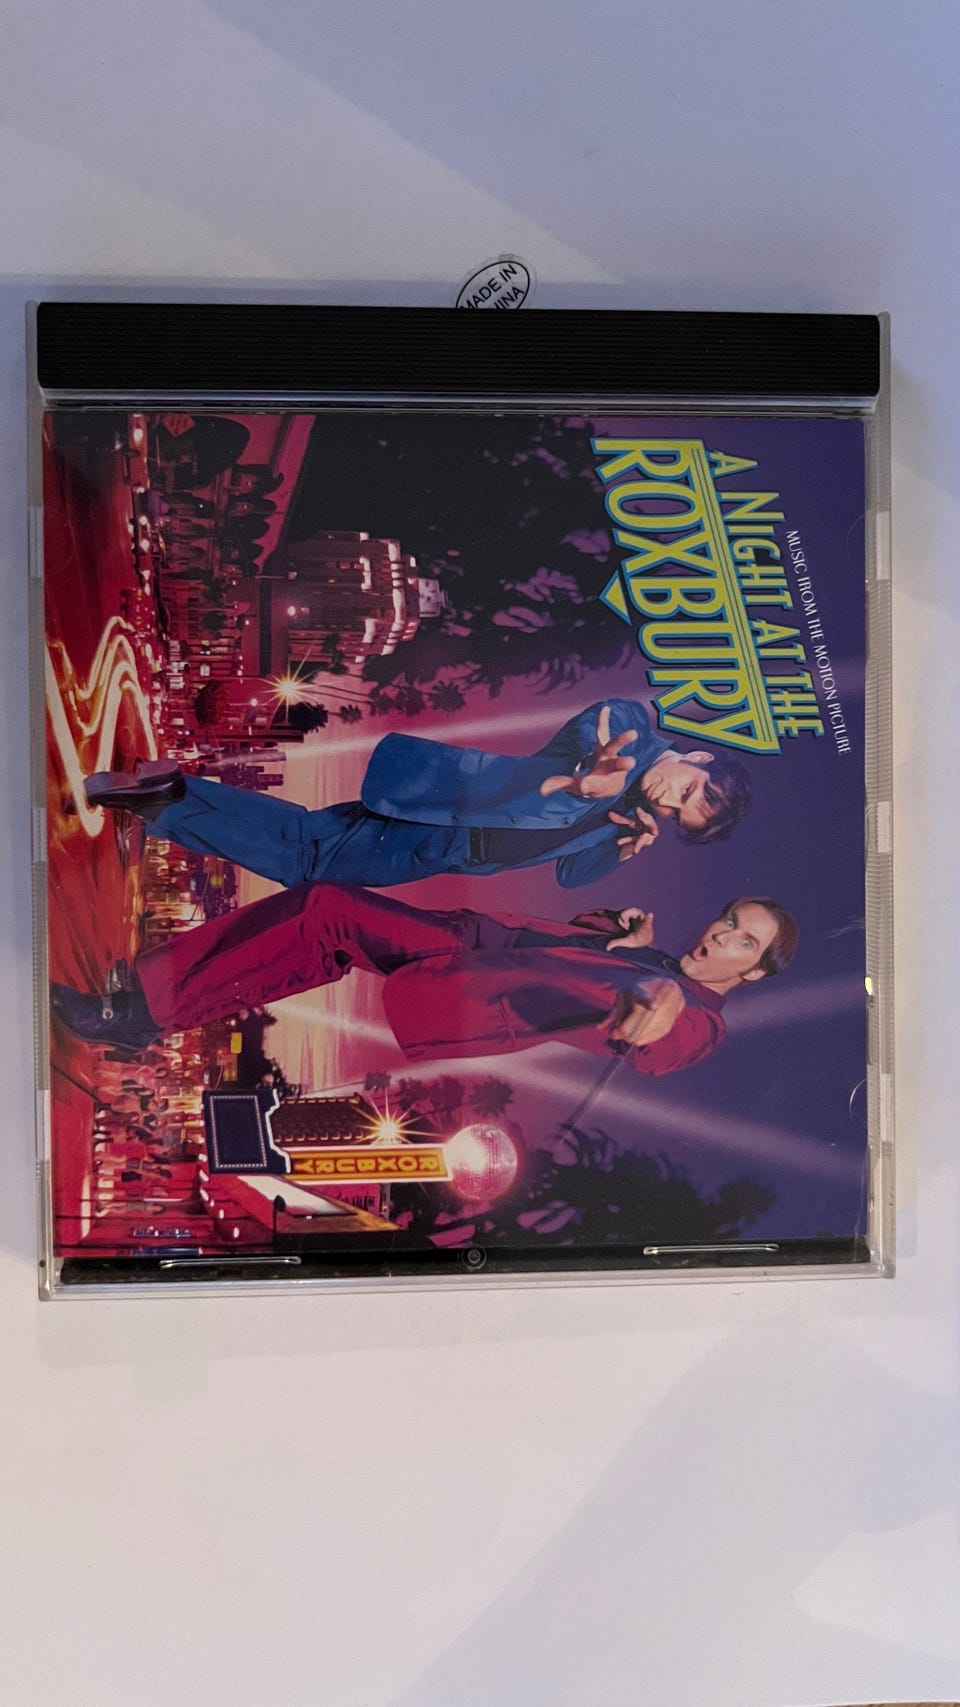 MADE IN
CHINA
MUSIC FROM THE MOTION PICTURE
A NIGHT AT THE
ROXBURY
ROXBURY